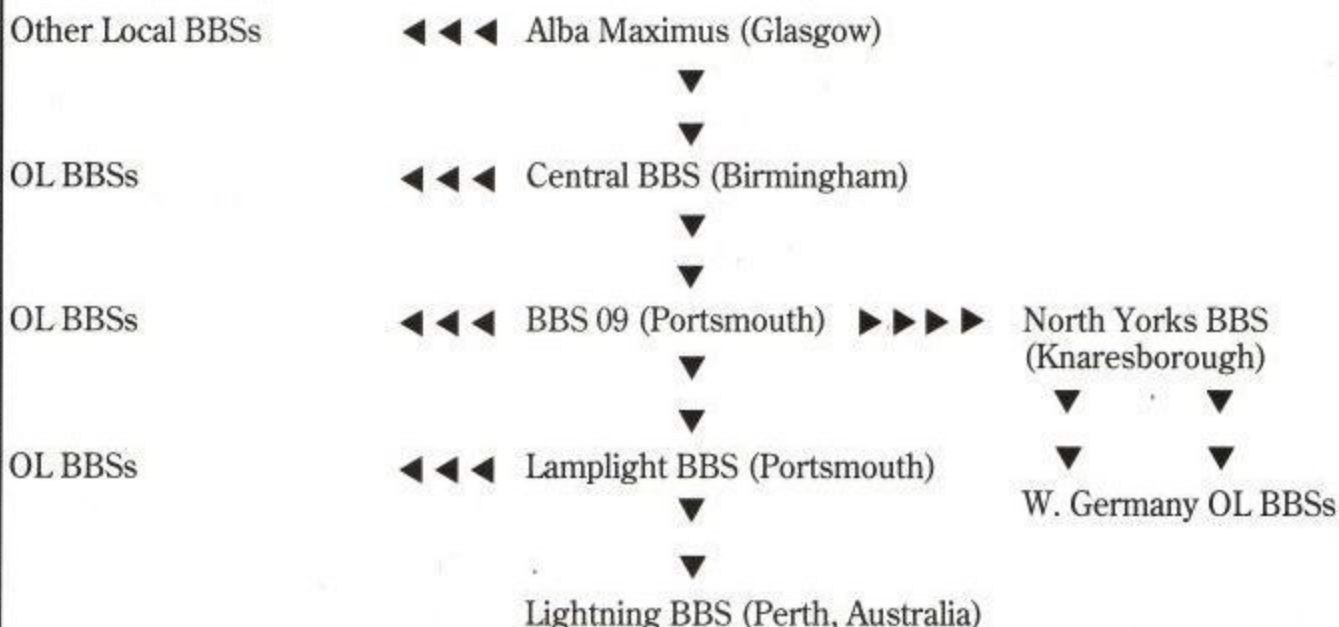 Other Local BBSs ◀ ◀ ◀ Alba Maximus (Glasgow)
OL BBSs ◀ ◀ ◀ Central BBS (Birmingham)
OL BBSs ◀ ◀ ◀ BBS 09 (Portsmouth) ▶ ▶ ▶ ▶ North Yorks BBS
(Knaresborough)
OL BBSs ◀ ◀ ◀ Lamplight BBS (Portsmouth)
W. Germany OL BBSs
Lightning BBS (Perth, Australia)